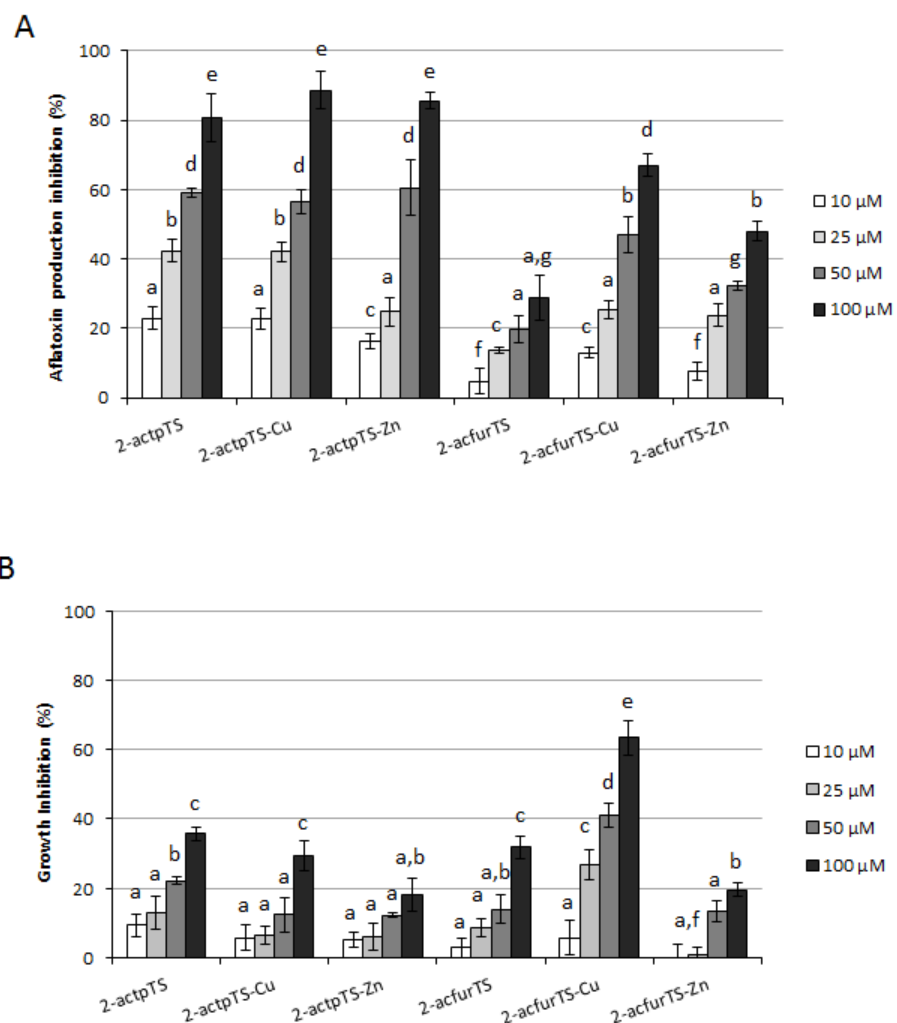 A
Aflatoxin production inhibition (%)
100
80
60
40
20
0
a b d e
a b d e
c a d e
f c a a,g
c a b d
f a g b
2-actpTS
2-actpTS-Cu
2-actpTS-Zn
2-acfurTS
2-acfurTS-Cu
2-acfurTS-Zn
10 µM
25 µM
50 µM
100 µM
B
Growth Inhibition (%)
100
80
60
40
20
0
a a b c
a a a c
a a a a,b
a a a,b c
a c d e
a,f a b
2-actpTS
2-actpTS-Cu
2-actpTS-Zn
2-acfurTS
2-acfurTS-Cu
2-acfurTS-Zn
10 µM
25 µM
50 µM
100 µM